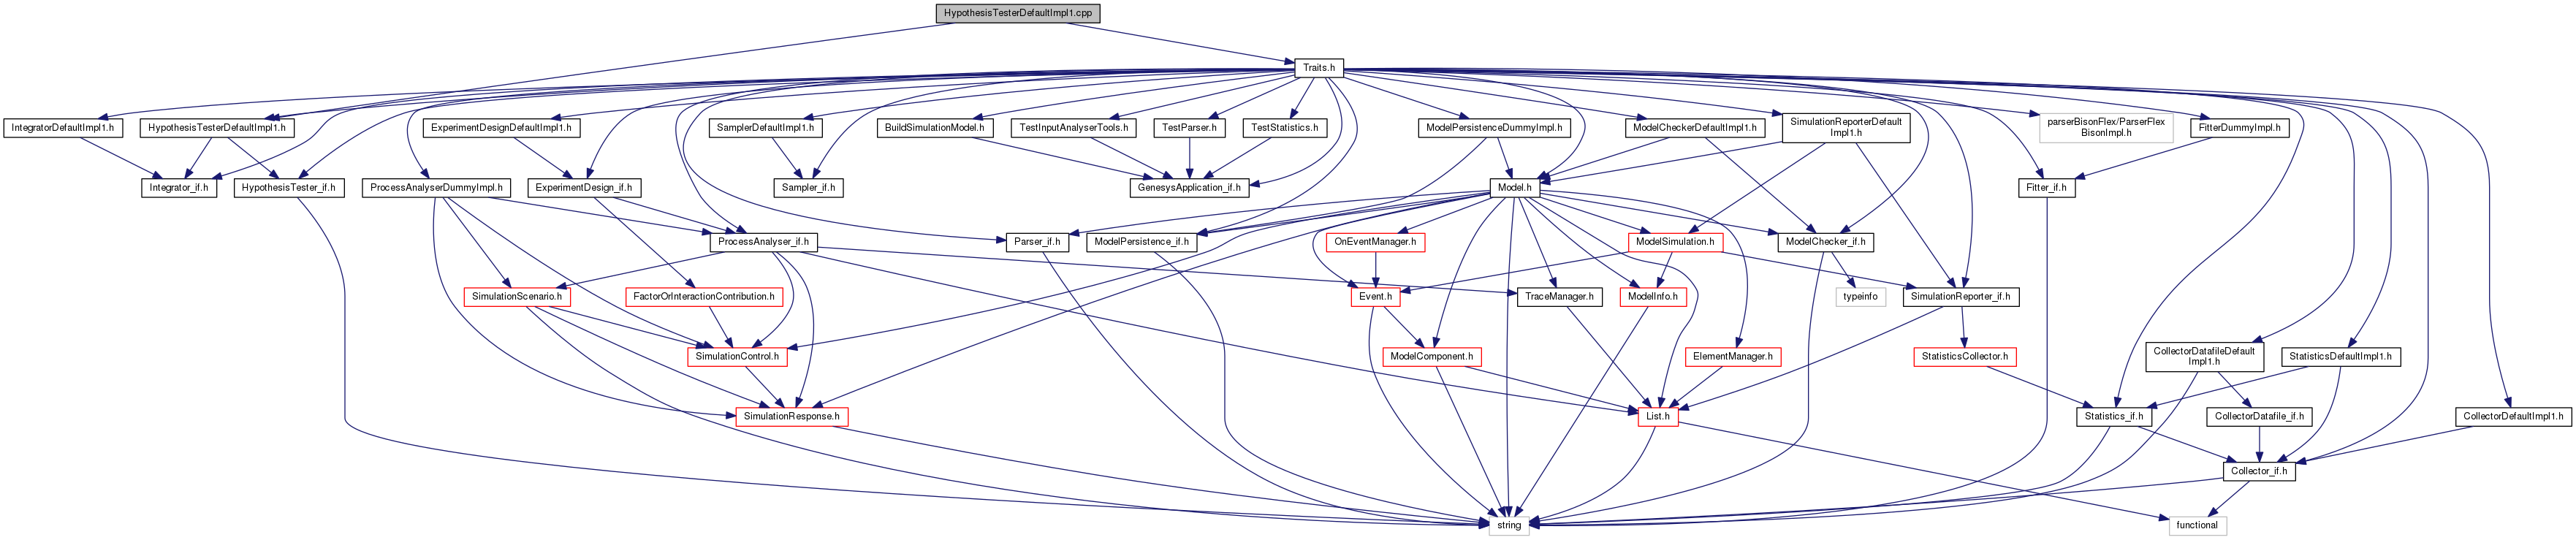 HypothesisTesterDefaultImpl1.cpp
Traits.h
IntegratorDefaultImpl1.h
HypothesisTesterDefaultImpl1.h
ExperimentDesignDefaultImpl1.h
SamplerDefaultImpl1.h
BuildSimulationModel.h
TestInputAnalyserTools.h
TestParser.h
TestStatistics.h
ModelPersistenceDummyImpl.h
ModelCheckerDefaultImpl1.h
SimulationReporterDefault
Impl1.h
parserBisonFlex/ParserFlex
BisonImpl.h
FitterDummyImpl.h
Integrator_if.h
HypothesisTester_if.h
ProcessAnalyserDummyImpl.h
ExperimentDesign_if.h
Sampler_if.h
GenesysApplication_if.h
Model.h
Fitter_if.h
ProcessAnalyser_if.h
Parser_if.h
ModelPersistence_if.h
OnEventManager.h
ModelSimulation.h
ModelChecker_if.h
SimulationScenario.h
FactorOrInteractionContribution.h
Event.h
TraceManager.h
ModelInfo.h
typeinfo
SimulationReporter_if.h
SimulationControl.h
ModelComponent.h
ElementManager.h
StatisticsCollector.h
CollectorDatafileDefault
Impl1.h
StatisticsDefaultImpl1.h
SimulationResponse.h
List.h
Statistics_if.h
CollectorDatafile_if.h
CollectorDefaultImpl1.h
Collector_if.h
string
functional